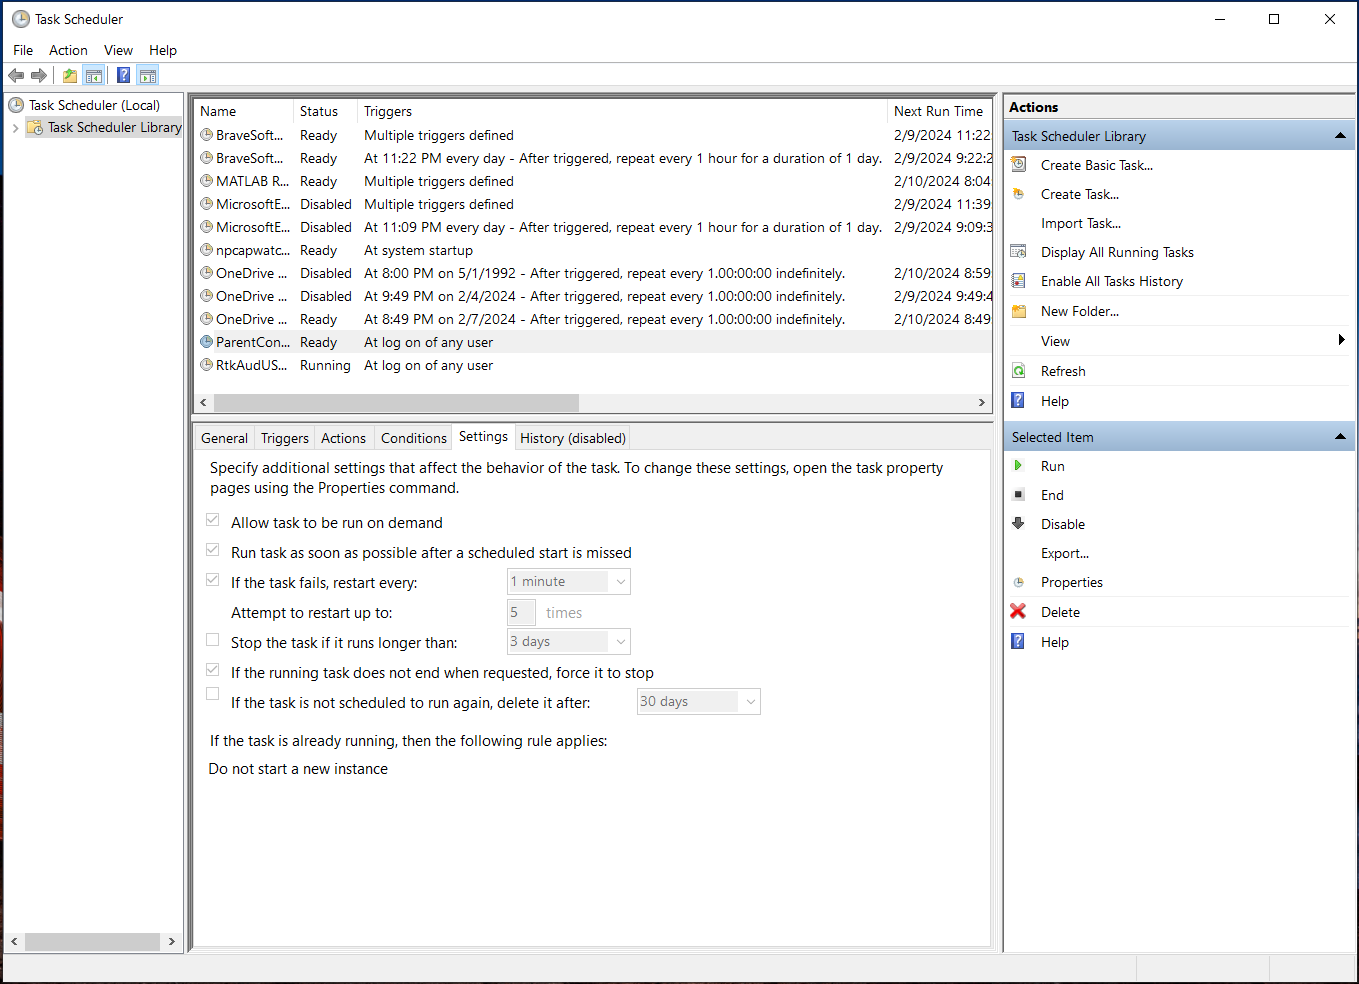 Task Scheduler
File Action View Help
Task Scheduler (Local)
Task Scheduler Library
Name Status Triggers Next Run Time
BraveSoft... Ready Multiple triggers defined 2/9/2024 11:22
BraveSoft... Ready At 11:22 PM every day - After triggered, repeat every 1 hour for a duration of 1 day. 2/9/2024 9:22:2
MATLAB R... Ready Multiple triggers defined 2/10/2024 8:04
MicrosoftE... Disabled Multiple triggers defined 2/9/2024 11:39
MicrosoftE... Disabled At 11:09 PM every day - After triggered, repeat every 1 hour for a duration of 1 day. 2/9/2024 9:09:3
npcapwatc... Ready At system startup
OneDrive ... Disabled At 8:00 PM on 5/1/1992 - After triggered, repeat every 1.00:00:00 indefinitely. 2/10/2024 8:59
OneDrive ... Disabled At 9:49 PM on 2/4/2024 - After triggered, repeat every 1.00:00:00 indefinitely. 2/9/2024 9:49:4
OneDrive ... Ready At 8:49 PM on 2/7/2024 - After triggered, repeat every 1.00:00:00 indefinitely. 2/10/2024 8:49
ParentCon... Ready At log on of any user
RtkAudUS... Running At log on of any user
General Triggers Actions Conditions Settings History (disabled)
Specify additional settings that affect the behavior of the task. To change these settings, open the task property
pages using the Properties command.
Allow task to be run on demand
Run task as soon as possible after a scheduled start is missed
If the task fails, restart every: 1 minute
Attempt to restart up to: 5 times
Stop the task if it runs longer than: 3 days
If the running task does not end when requested, force it to stop
If the task is not scheduled to run again, delete it after: 30 days
If the task is already running, then the following rule applies:
Do not start a new instance
Actions
Task Scheduler Library
Create Basic Task...
Create Task...
Import Task...
Display All Running Tasks
Enable All Tasks History
New Folder...
View
Refresh
Help
Selected Item
Run
End
Disable
Export...
Properties
Delete
Help